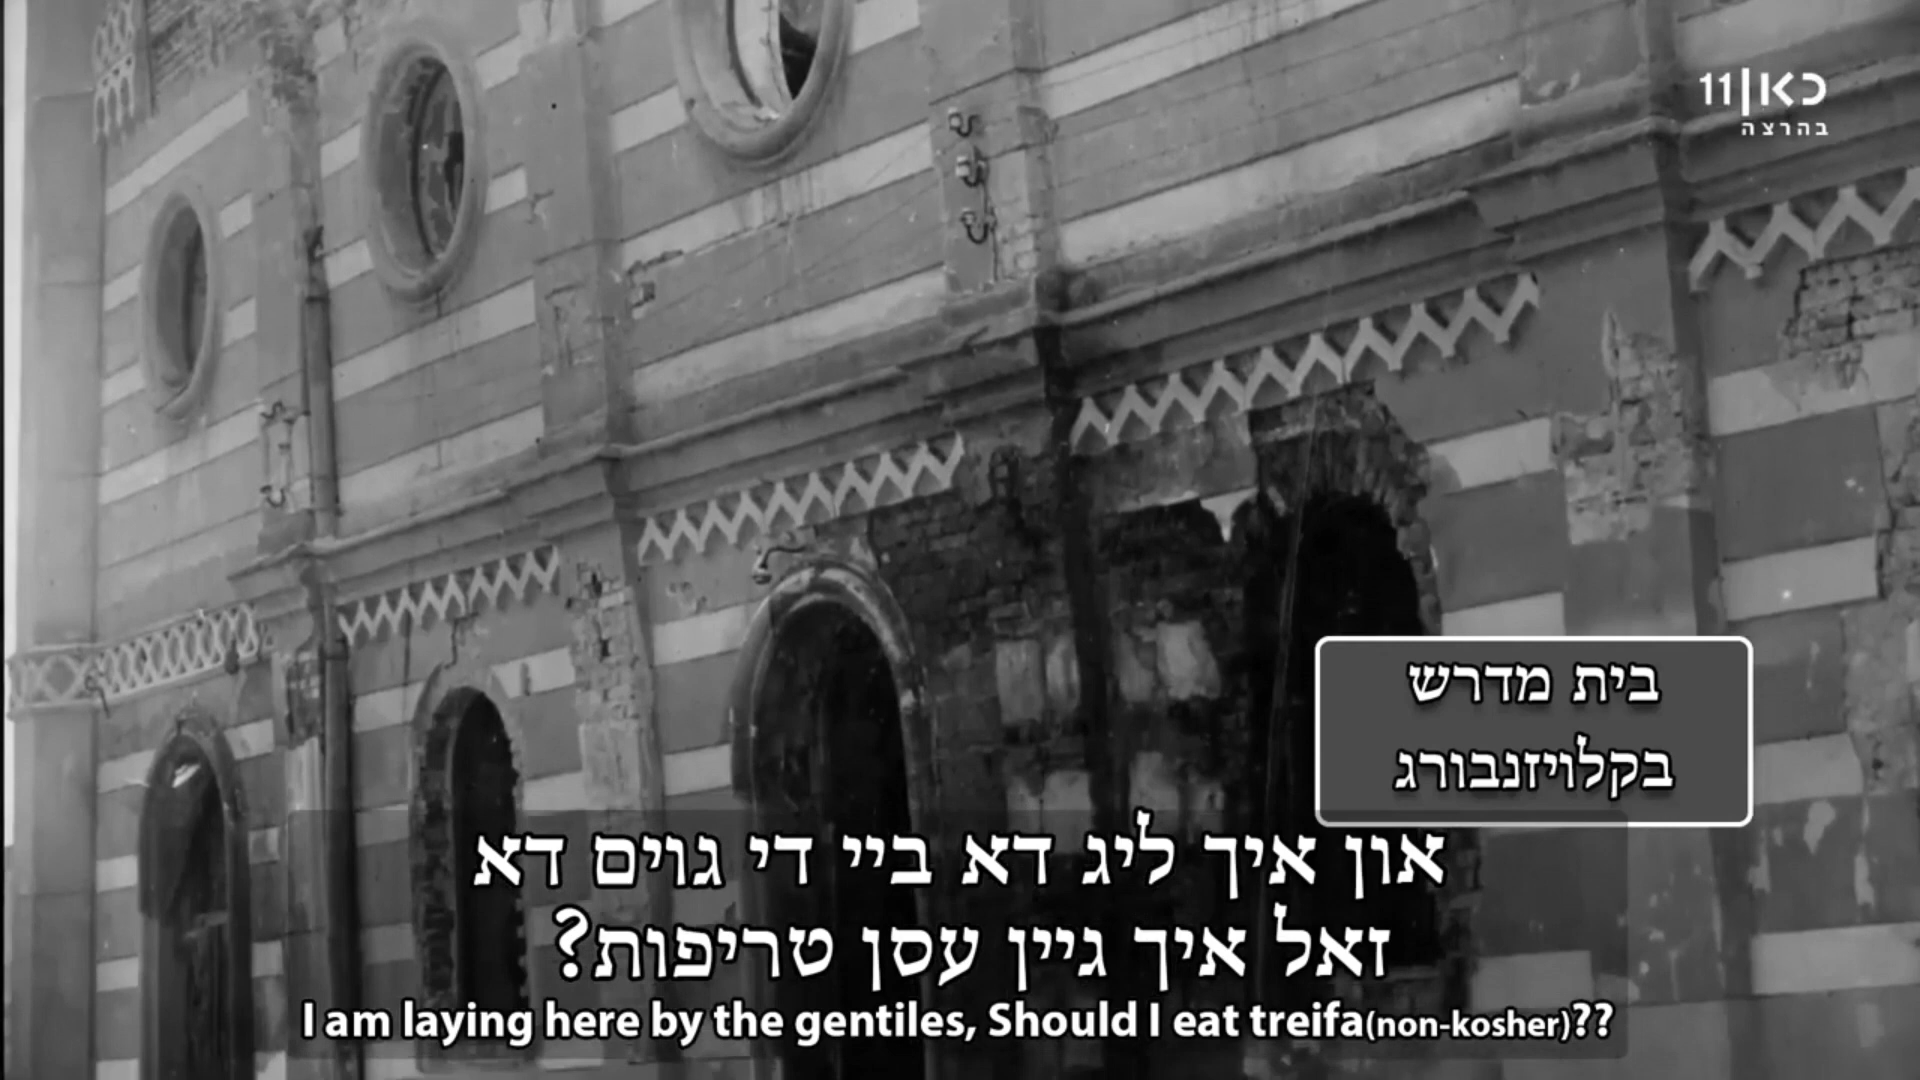 כאן|11
בהרצה
בית מדרש
בקלויזנבורג
און איך ליג דא ביי די גוים דא
זאל איך גיין עסן טריפות?
I am laying here by the gentiles, Should I eat treifa(non-kosher)??